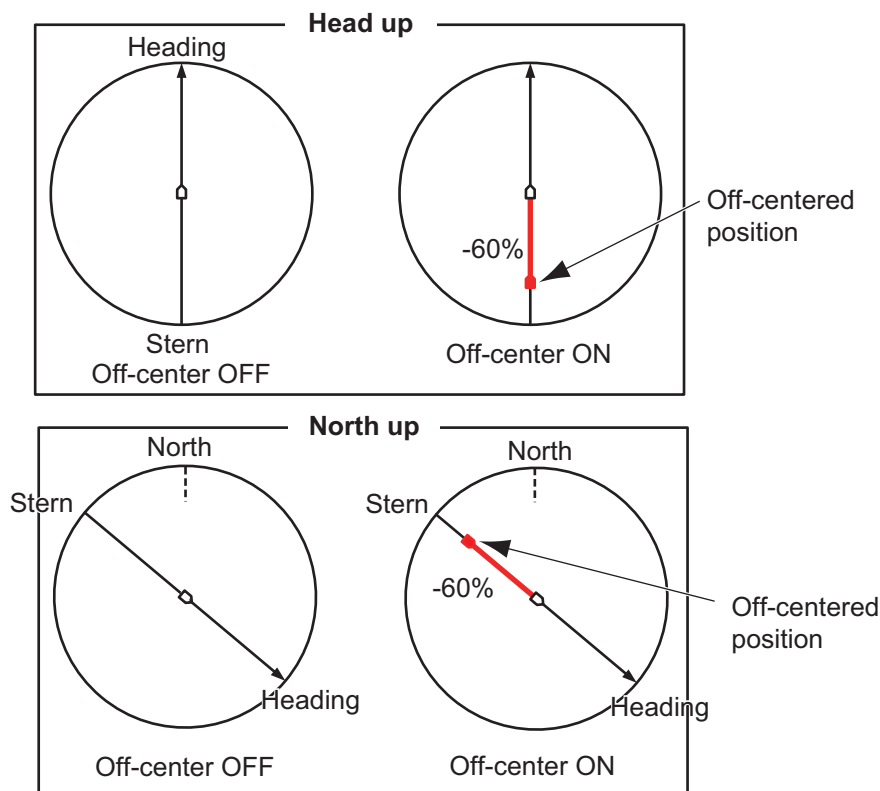 Head up
Heading
-60%
Off-centered
position
Stern
Off-center OFF
Off-center ON
North up
North
North
Stern
Stern
-60%
Off-centered
position
Heading
Heading
Off-center OFF
Off-center ON